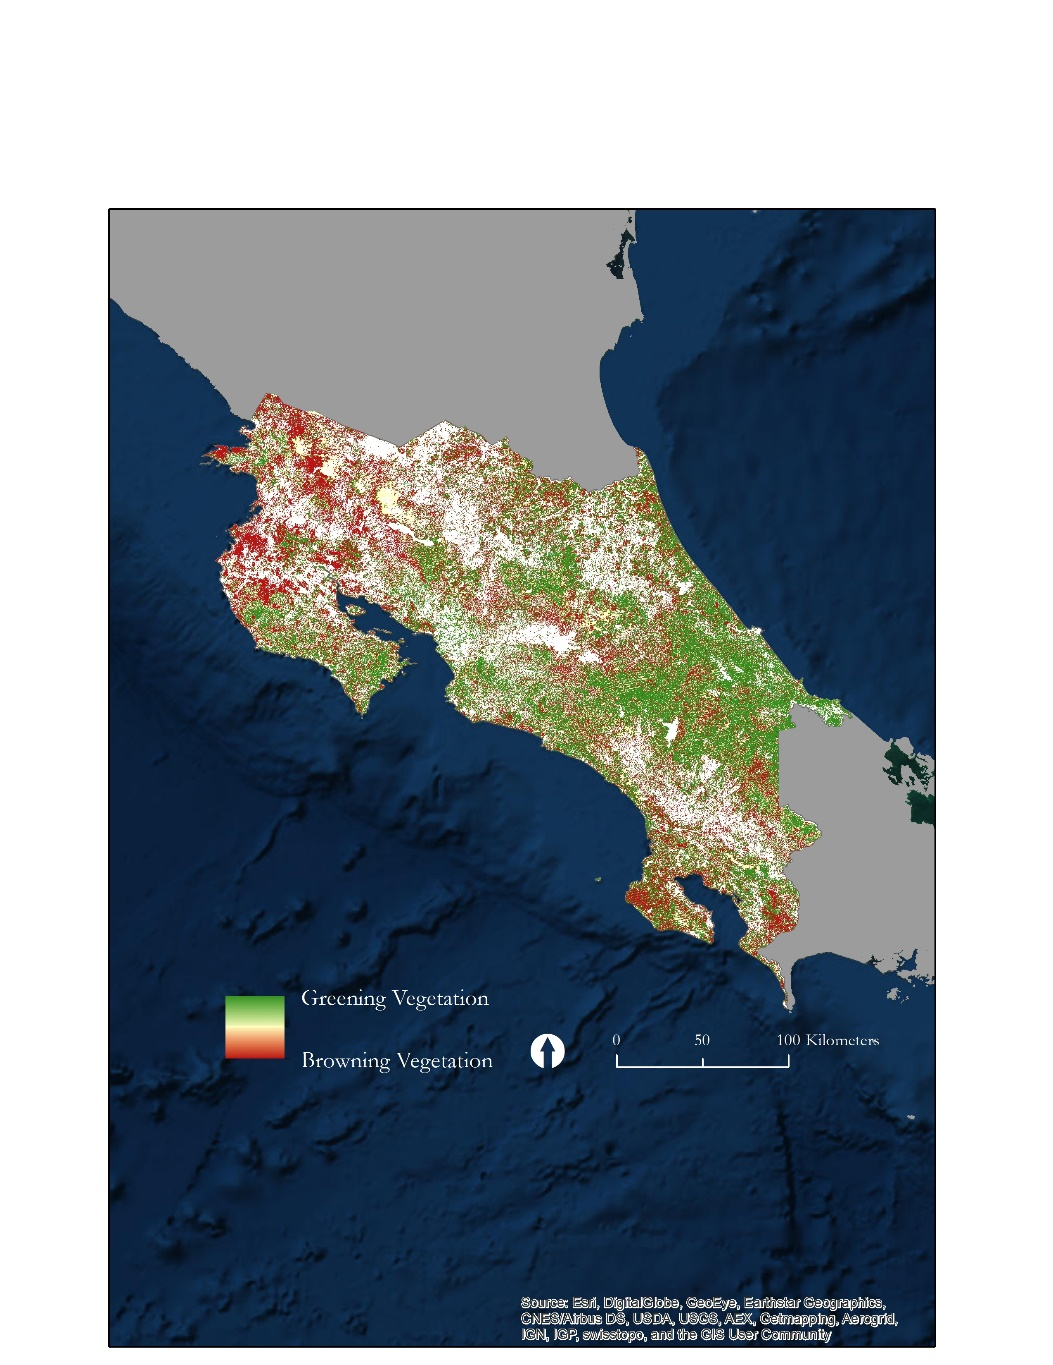 Greening Vegetation
Browning Vegetation
0 50 100 Kilometers
Source: Esri, DigitalGlobe, GeoEye, Earthstar Geographics,
CNES/Airbus DS, USDA, USGS, AEX, Getmapping, Aerogrid,
IGN, IGP, swisstopo, and the GIS User Community